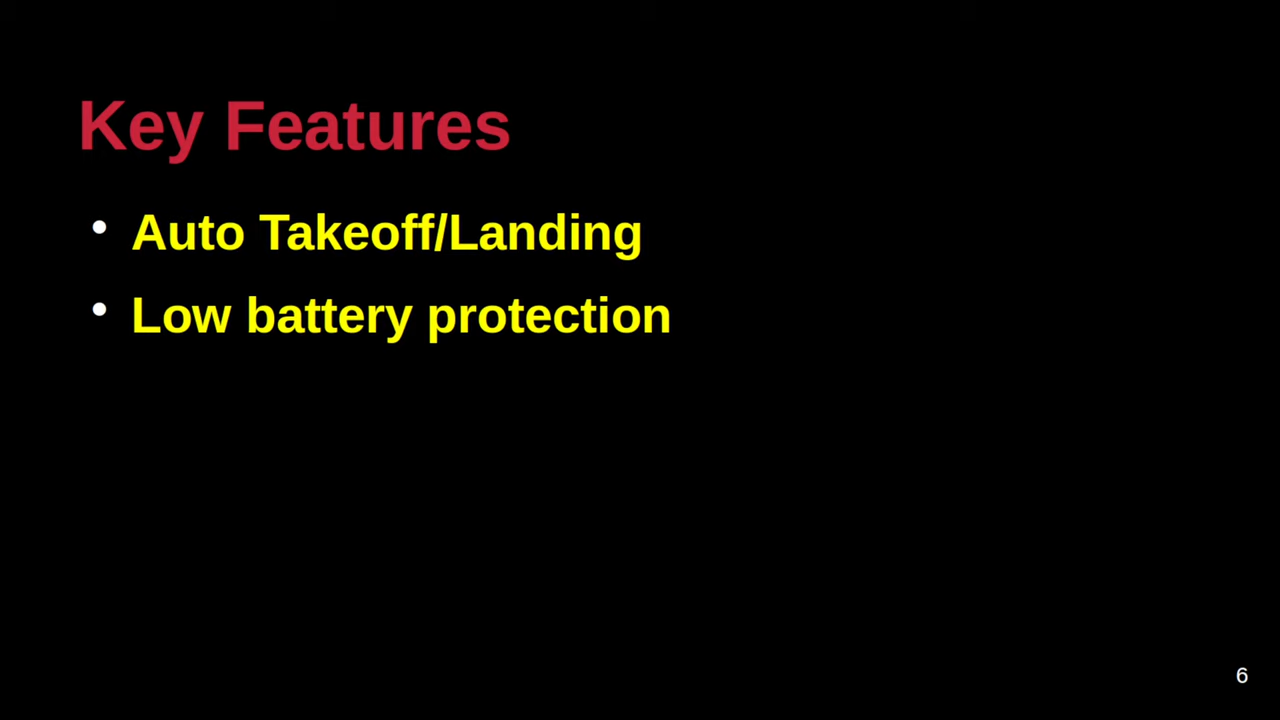 Key Features
• Auto Takeoff/Landing
• Low battery protection
6